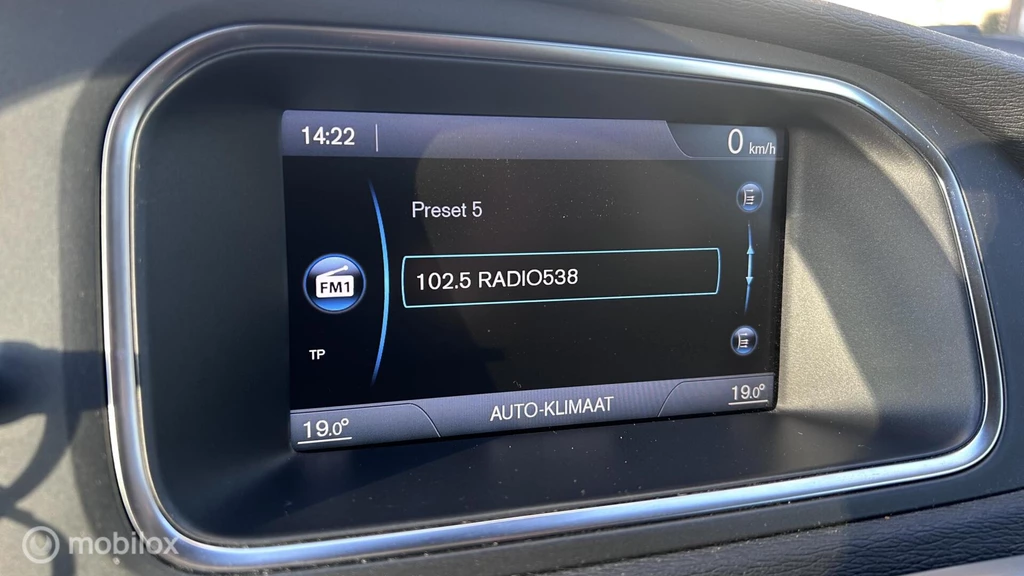 14:22
0 km/h
Preset 5
102.5 RADIO538
FM1
TP
19.0°
AUTO-KLIMAAT
19.0°
mobilox